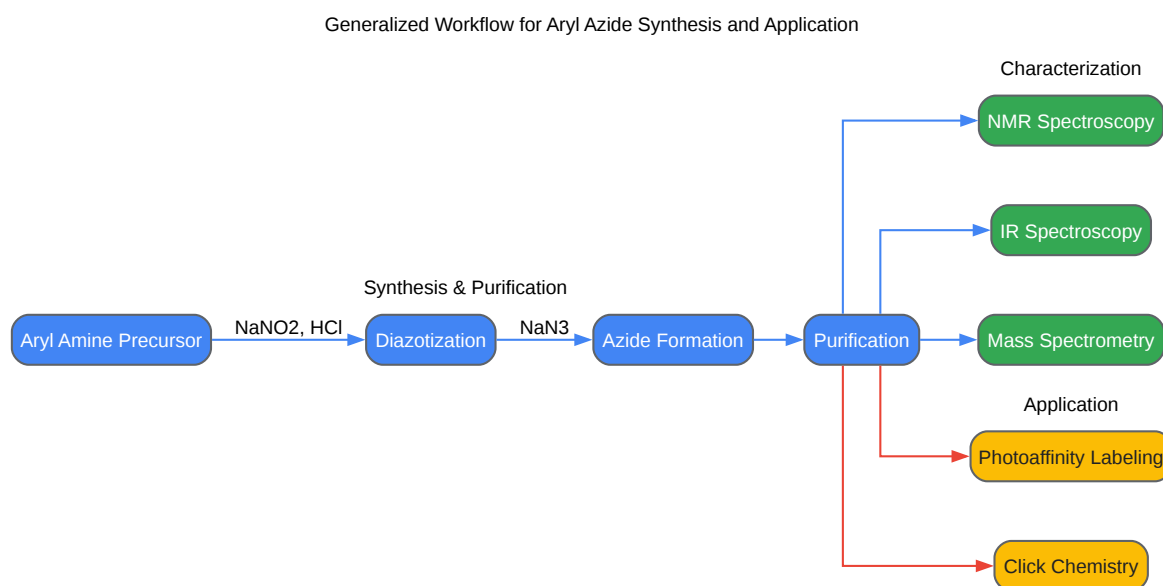 Generalized Workflow for Aryl Azide Synthesis and Application
Characterization
NMR Spectroscopy
IR Spectroscopy
Synthesis & Purification
Aryl Amine Precursor
NaNO2, HCl
Diazotization
NaN3
Azide Formation
Purification
Mass Spectrometry
Application
Photoaffinity Labeling
Click Chemistry